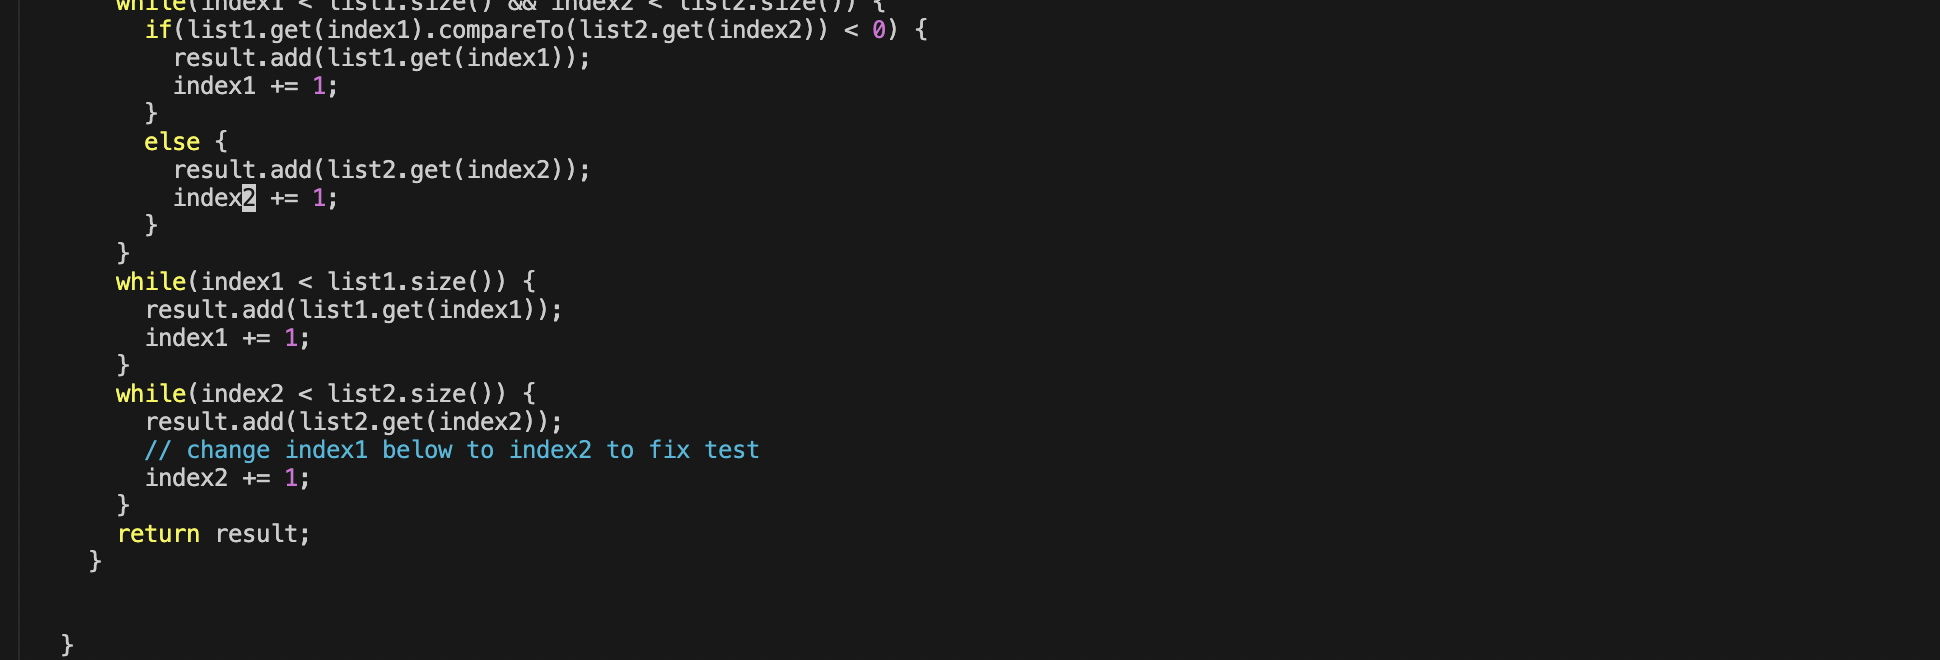 while(index1 < list1.size() && index2 < list2.size()) {
if(list1.get(index1).compareTo(list2.get(index2)) < 0) {
result.add(list1.get(index1));
index1 += 1;
}
else {
result.add(list2.get(index2));
index2 += 1;
}
}
while(index1 < list1.size()) {
result.add(list1.get(index1));
index1 += 1;
}
while(index2 < list2.size()) {
result.add(list2.get(index2));
// change index1 below to index2 to fix test
index2 += 1;
}
return result;
}
}